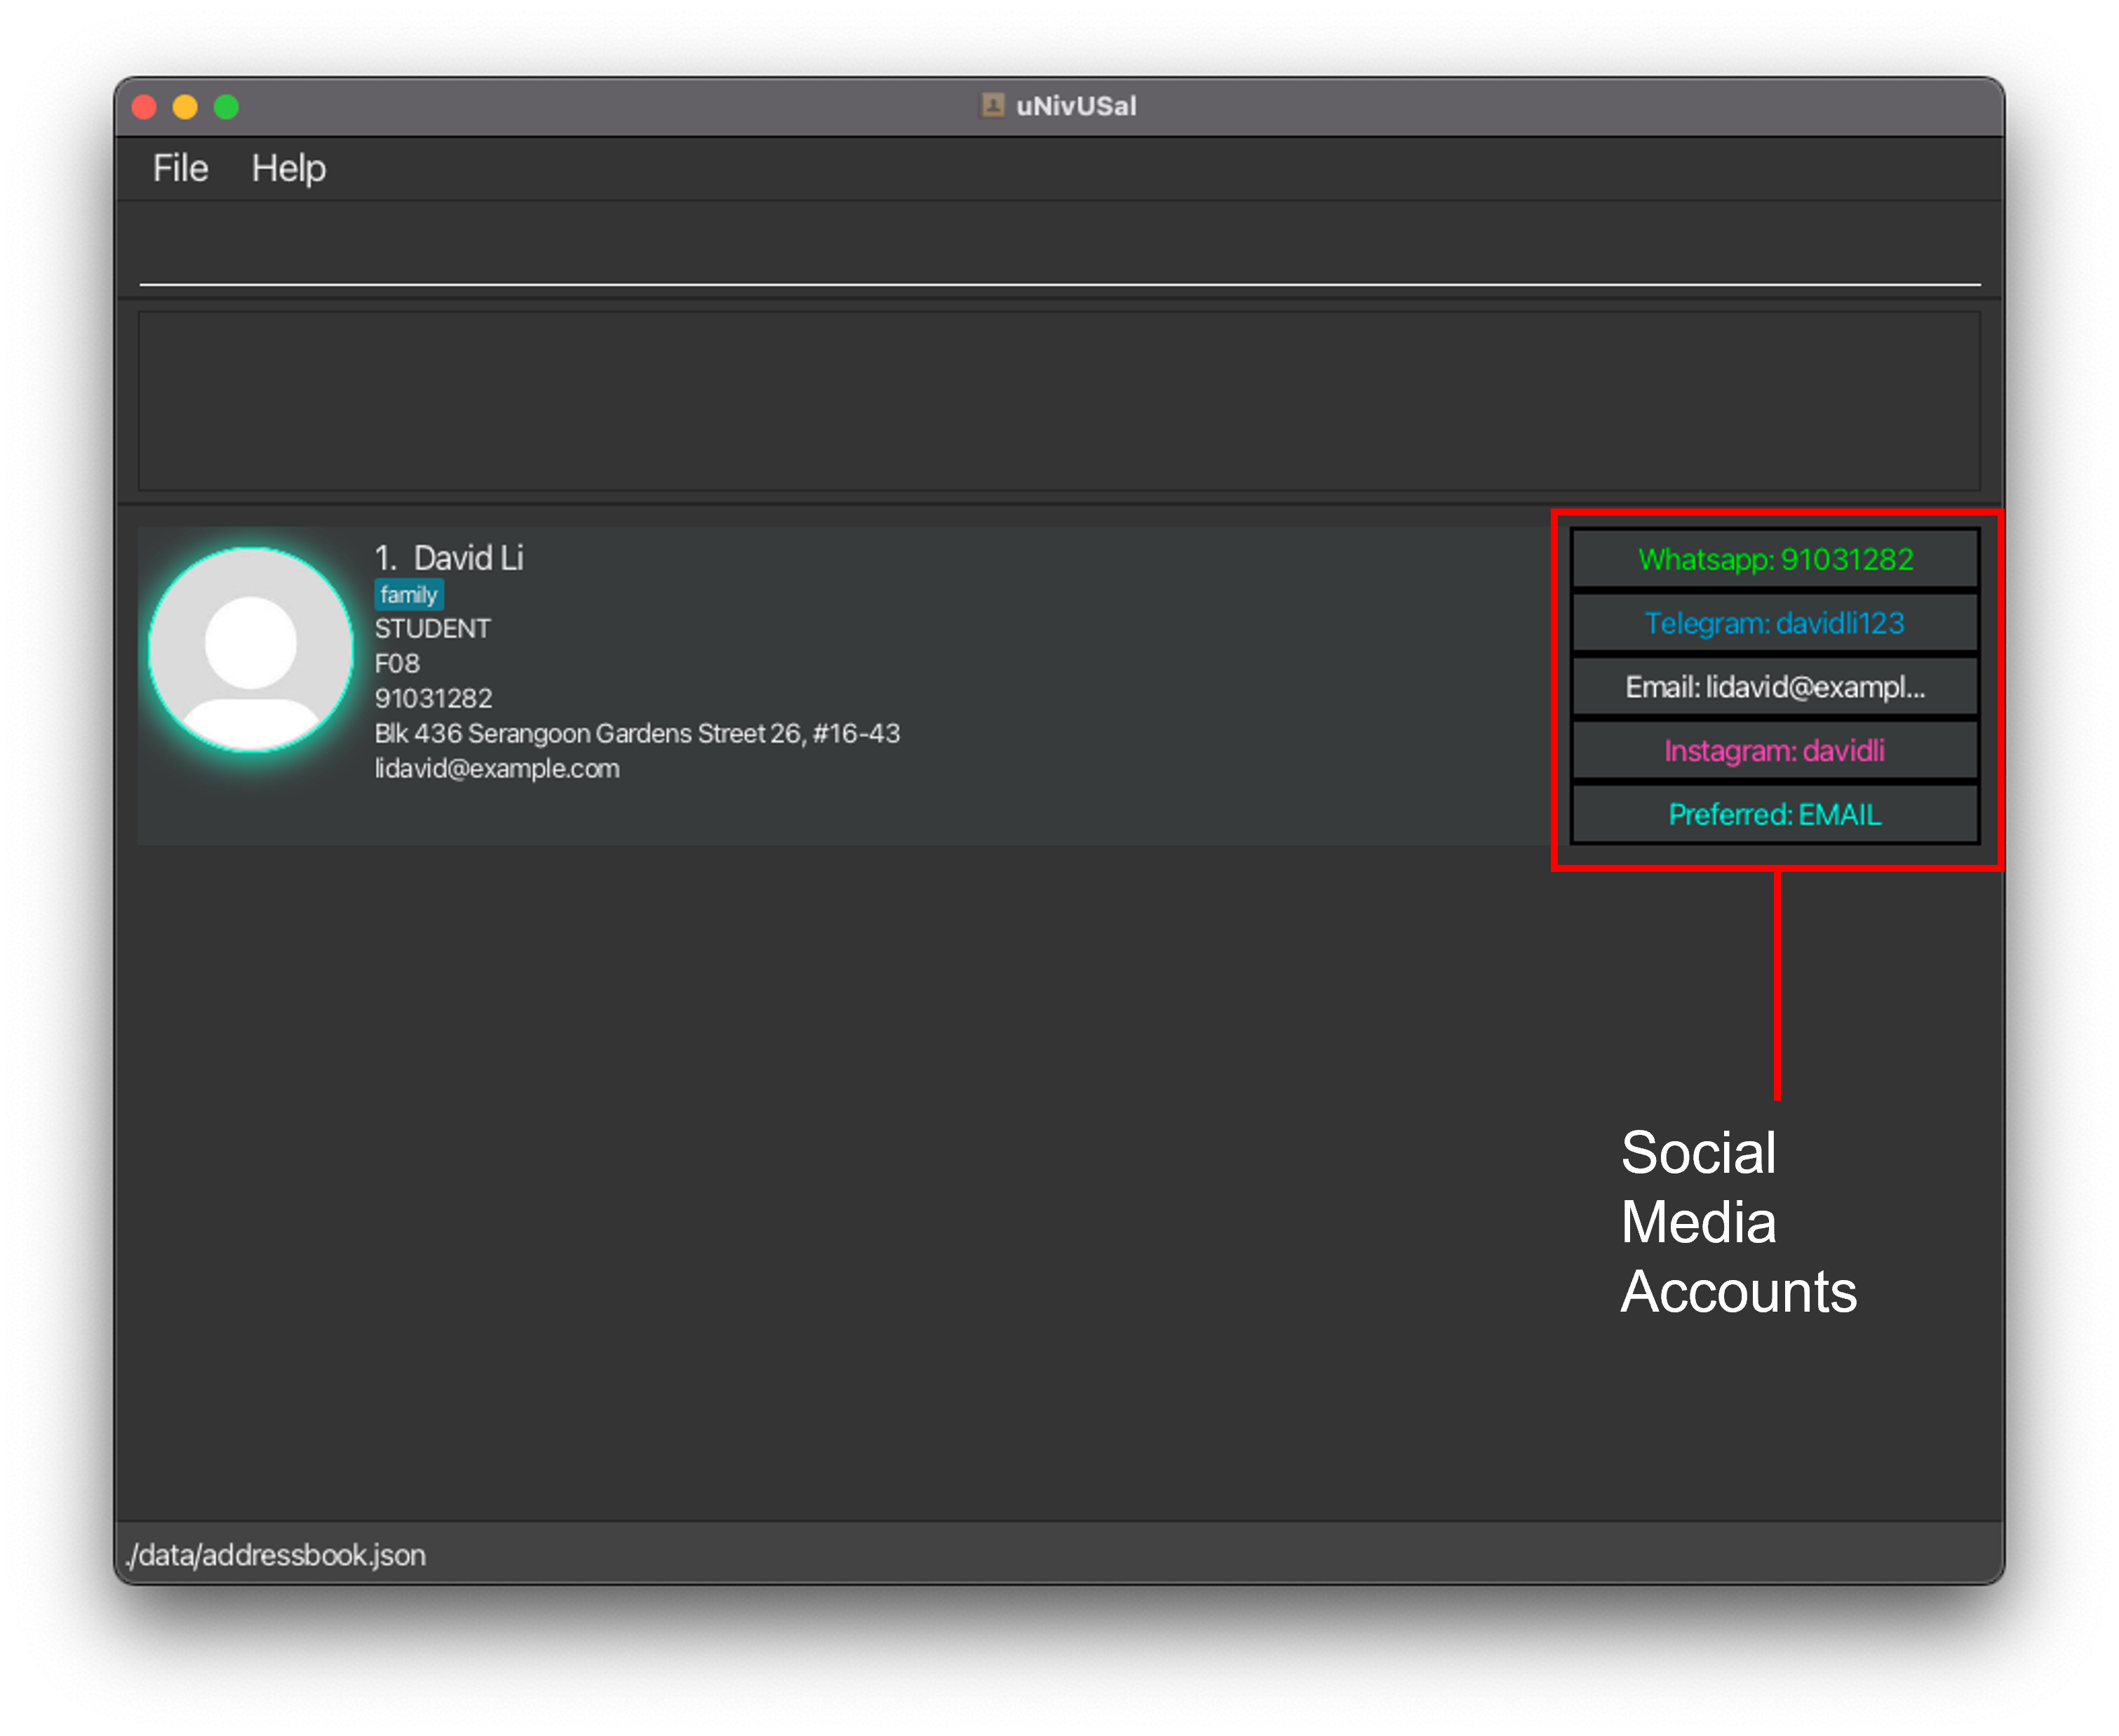 uNivUSal
File Help
1. David Li
family
STUDENT
F08
91031282
Blk 436 Serangoon Gardens Street 26, #16-43
lidavid@example.com
Whatsapp: 91031282
Telegram: davidli123
Email: lidavid@exampl...
Instagram: davidli
Preferred: EMAIL
Social
Media
Accounts
./data/addressbook.json